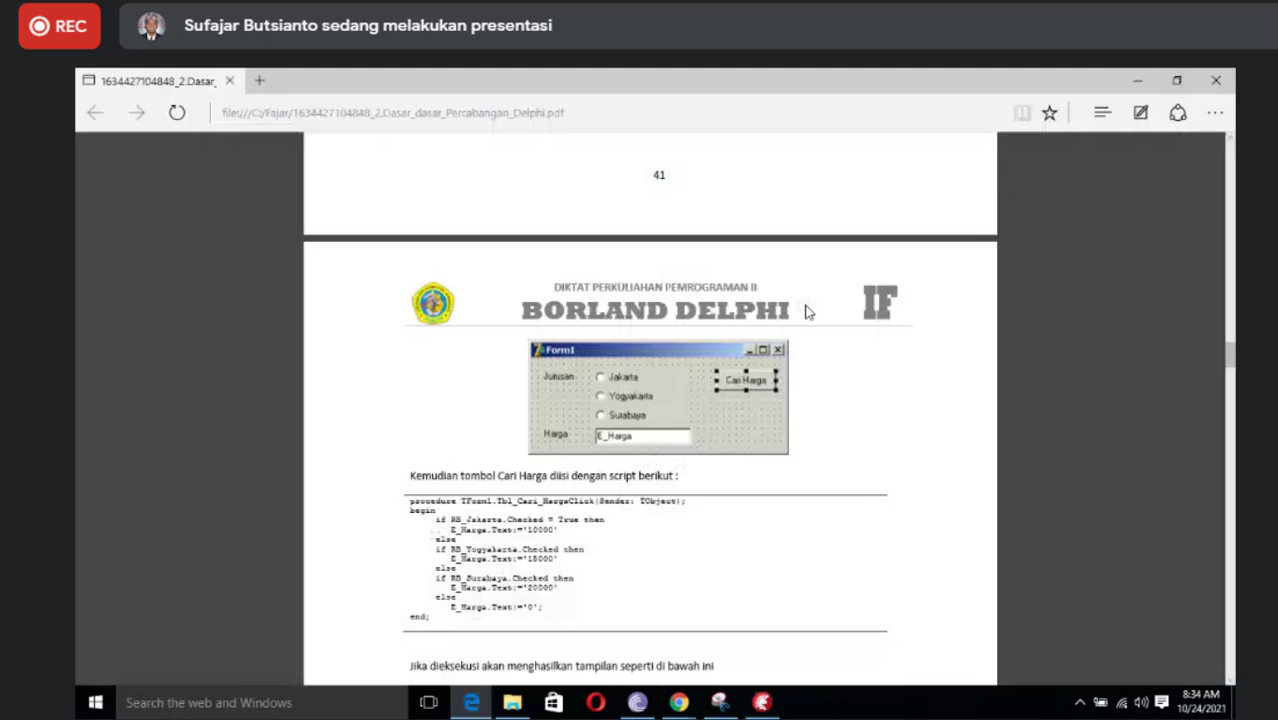 REC
Sufajar Butsianto sedang melakukan presentasi
1634427104848_2.Dasar_
file:///C:/Fajar/1634427104848_2.Dasar_dasar_Percabangan_Delphi.pdf
41
DIKTAT PERKULIAHAN PEMROGRAMAN II
BORLAND DELPHI
IF
Form1
Jurusan
Jakarta
Cari Harga
Yogyakarta
Surabaya
Harga
E_Harga
Kemudian tombol Cari Harga diisi dengan script berikut :
procedure TForm1.Tbl_Cari_HargaClick(Sender: TObject);
begin
if RB_Jakarta.Checked = True then
E_Harga.Text:='10000'
else
if RB_Yogyakarta.Checked then
E_Harga.Text:='15000'
else
if RB_Surabaya.Checked then
E_Harga.Text:='20000'
else
E_Harga.Text:='0';
end;
Jika dieksekusi akan menghasilkan tampilan seperti di bawah ini
Search the web and Windows
8:34 AM
10/24/2021